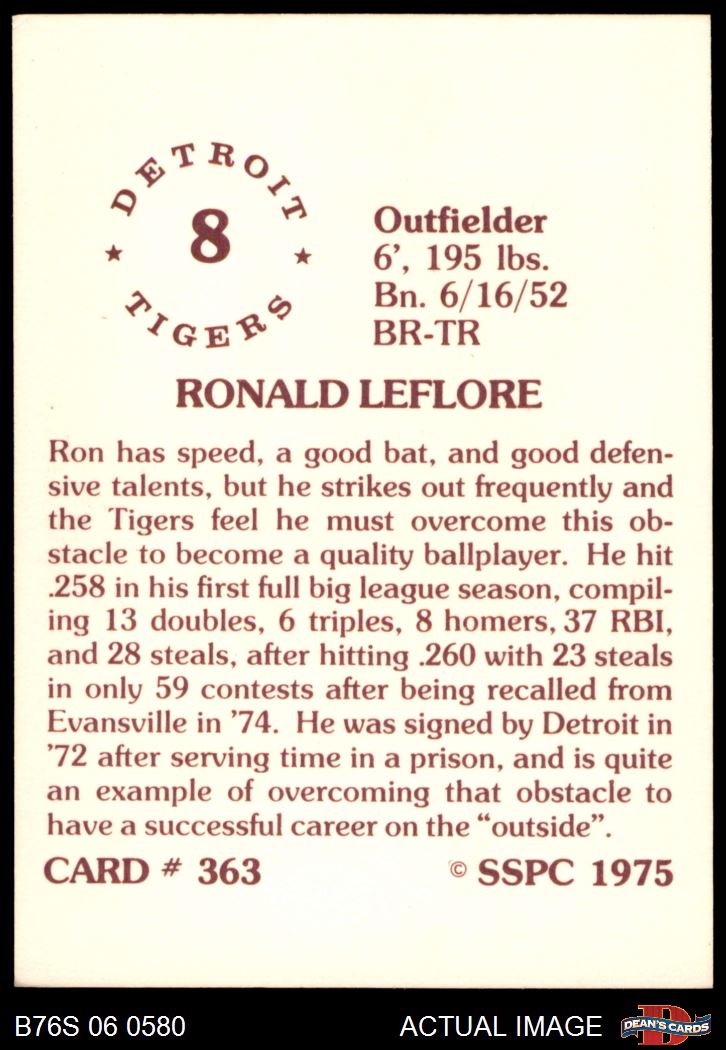 DETROIT
8
TIGERS
Outfielder
6', 195 lbs.
Bn. 6/16/52
BR-TR
RONALD LEFLORE
Ron has speed, a good bat, and good defen-
sive talents, but he strikes out frequently and
the Tigers feel he must overcome this ob-
stacle to become a quality ballplayer. He hit
.258 in his first full big league season, compil-
ing 13 doubles, 6 triples, 8 homers, 37 RBI,
and 28 steals, after hitting .260 with 23 steals
in only 59 contests after being recalled from
Evansville in '74. He was signed by Detroit in
'72 after serving time in a prison, and is quite
an example of overcoming that obstacle to
have a successful career on the “outside”.
CARD # 363 © SSPC 1975
B76S 06 0580 ACTUAL IMAGE D DEAN'S CARDS